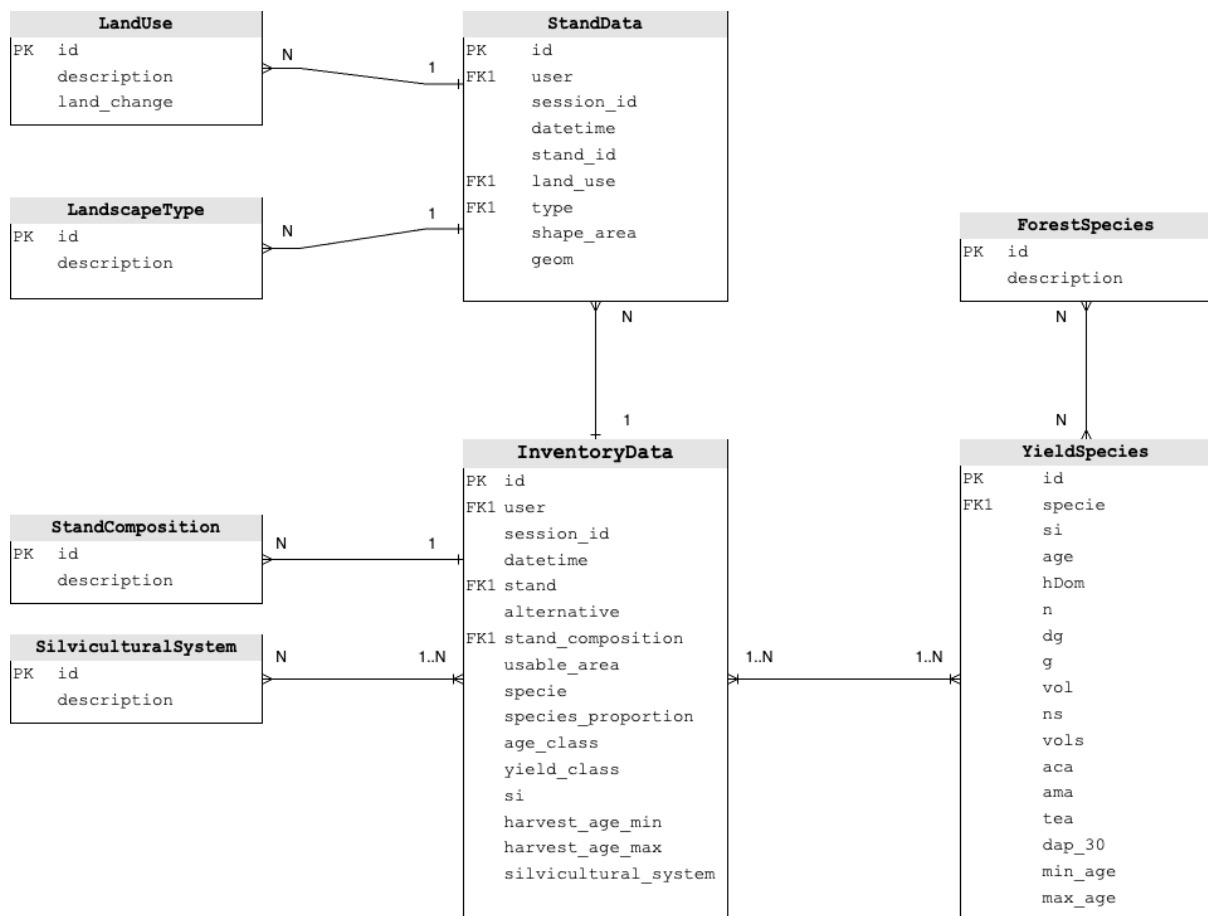 LandUse
PK id
description
land_change
N
1
StandData
PK id
FK1 user
session_id
datetime
stand_id
FK1 land_use
FK1 type
shape_area
geom
LandscapeType
PK id
description
N
1
ForestSpecies
PK id
description
N
1
N
N
InventoryData
PK id
FK1 user
session_id
datetime
FK1 stand
alternative
FK1 stand_composition
usable_area
specie
species_proportion
age_class
yield_class
si
harvest_age_min
harvest_age_max
silvicultural_system
StandComposition
PK id
description
N
1
SilviculturalSystem
PK id
description
N
1..N
1..N
1..N
YieldSpecies
PK id
FK1 specie
si
age
hDom
n
dg
g
vol
ns
vols
aca
ama
tea
dap_30
min_age
max_age